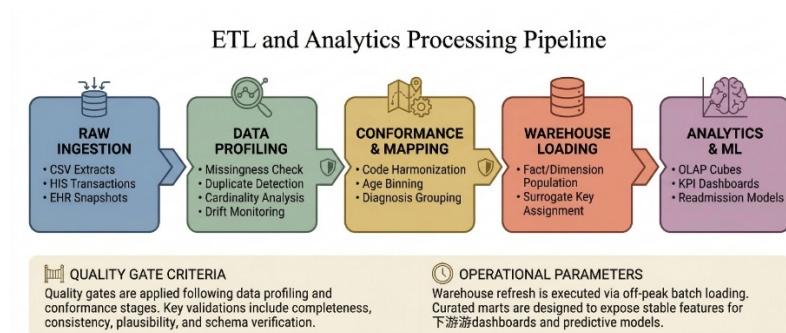 ETL and Analytics Processing Pipeline
RAW
INGESTION
• CSV Extracts
• HIS Transactions
• EHR Snapshots
DATA
PROFILING
• Missingness Check
• Duplicate Detection
• Cardinality Analysis
• Drift Monitoring
CONFORMANCE
& MAPPING
• Code Harmonization
• Age Binning
• Diagnosis Grouping
WAREHOUSE
LOADING
• Fact/Dimension
Population
• Surrogate Key
Assignment
ANALYTICS
& ML
• OLAP Cubes
• KPI Dashboards
• Readmission Models
QUALITY GATE CRITERIA
Quality gates are applied following data profiling and
conformance stages. Key validations include completeness,
consistency, plausibility, and schema verification.
OPERATIONAL PARAMETERS
Warehouse refresh is executed via off-peak batch loading.
Curated marts are designed to expose stable features for
下游游dashboards and predictive models.